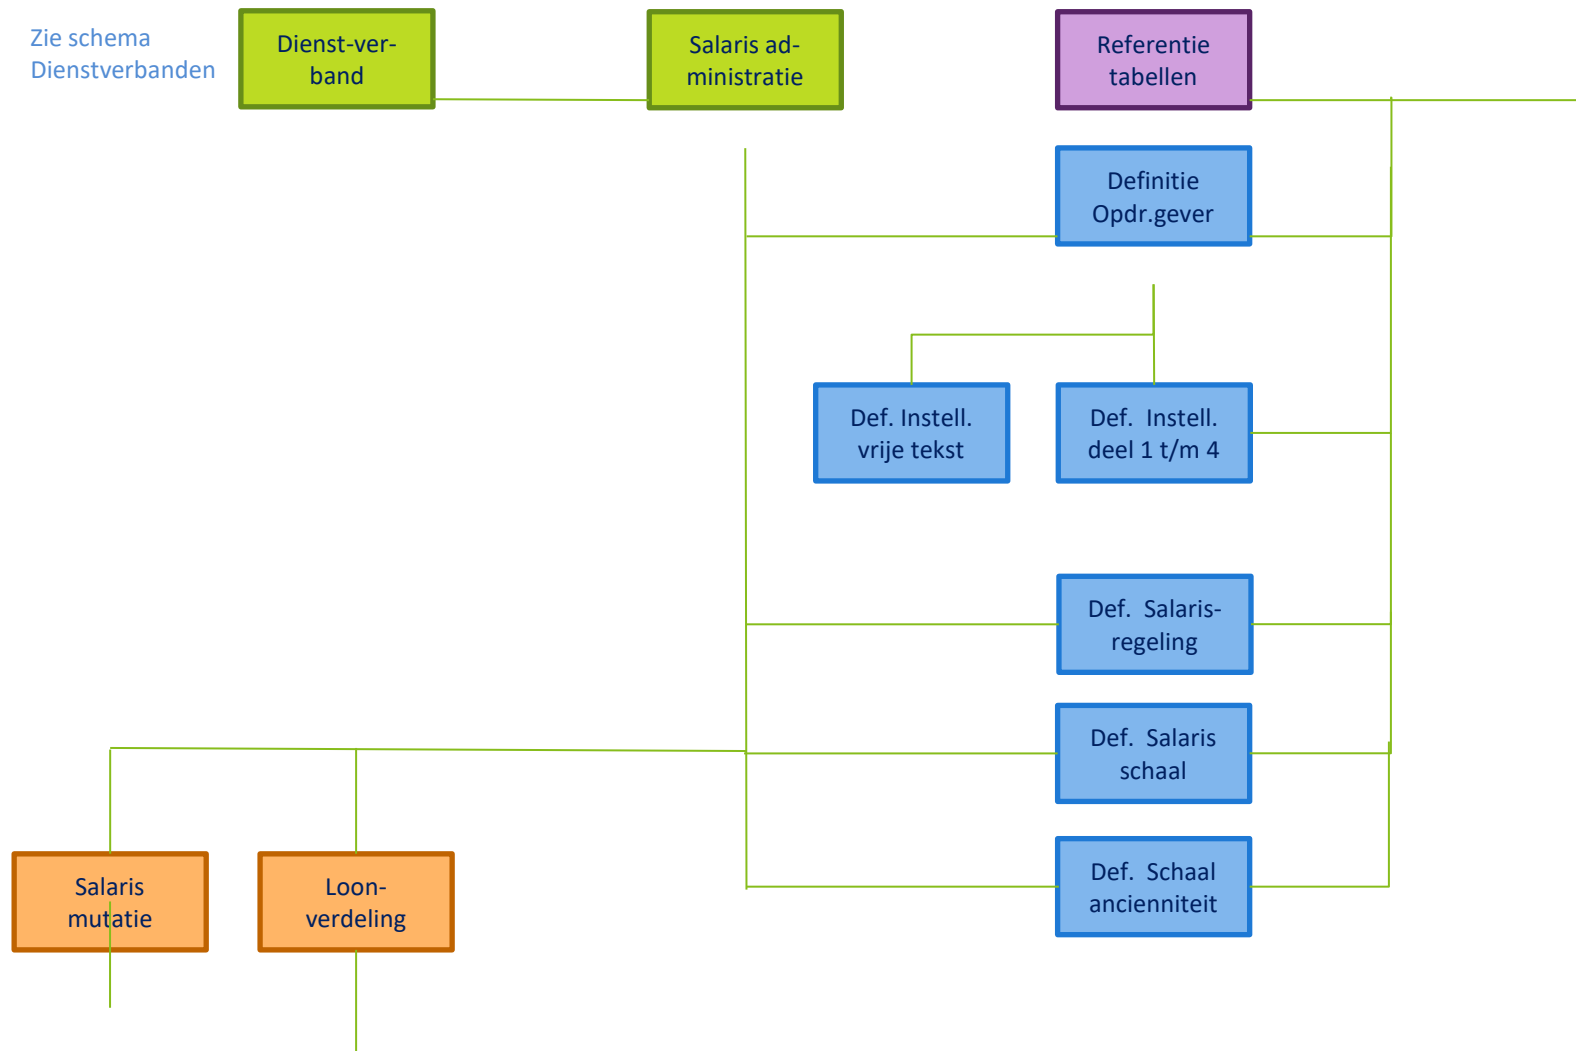 Zie schema
Dienstverbanden
Dienst-ver-
band
Salaris ad-
ministratie
Referentie
tabellen
Definitie
Opdr.gever
Def. Instell.
vrije tekst
Def.  Instell.
deel 1 t/m 4
Def.  Salaris-
regeling
Def.  Salaris
schaal
Salaris
mutatie
Loon-
verdeling
Def.  Schaal
ancienniteit